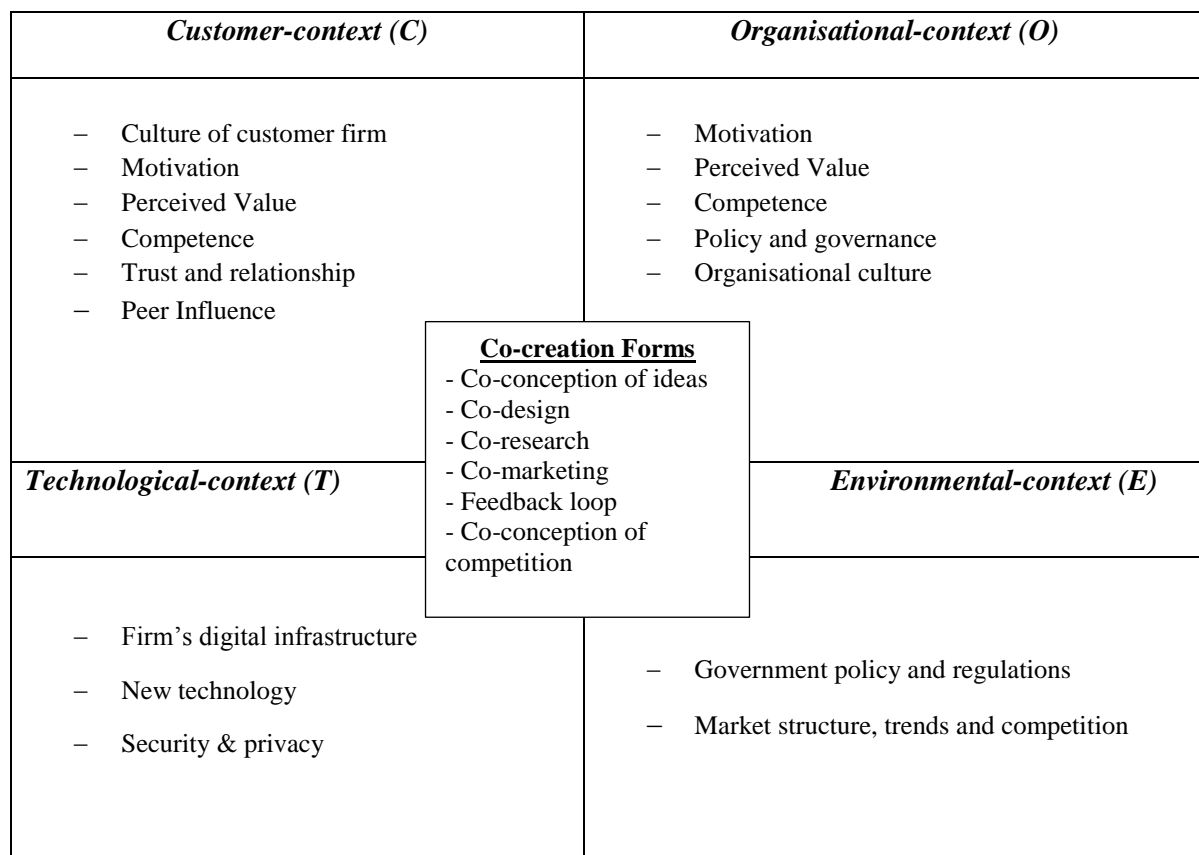 Customer-context (C)
Organisational-context (O)
– Culture of customer firm
– Motivation
– Perceived Value
– Competence
– Trust and relationship
– Peer Influence
– Motivation
– Perceived Value
– Competence
– Policy and governance
– Organisational culture
Co-creation Forms
- Co-conception of ideas
- Co-design
- Co-research
- Co-marketing
- Feedback loop
- Co-conception of
competition
Technological-context (T)
Environmental-context (E)
– Firm’s digital infrastructure
– New technology
– Security & privacy
– Government policy and regulations
– Market structure, trends and competition